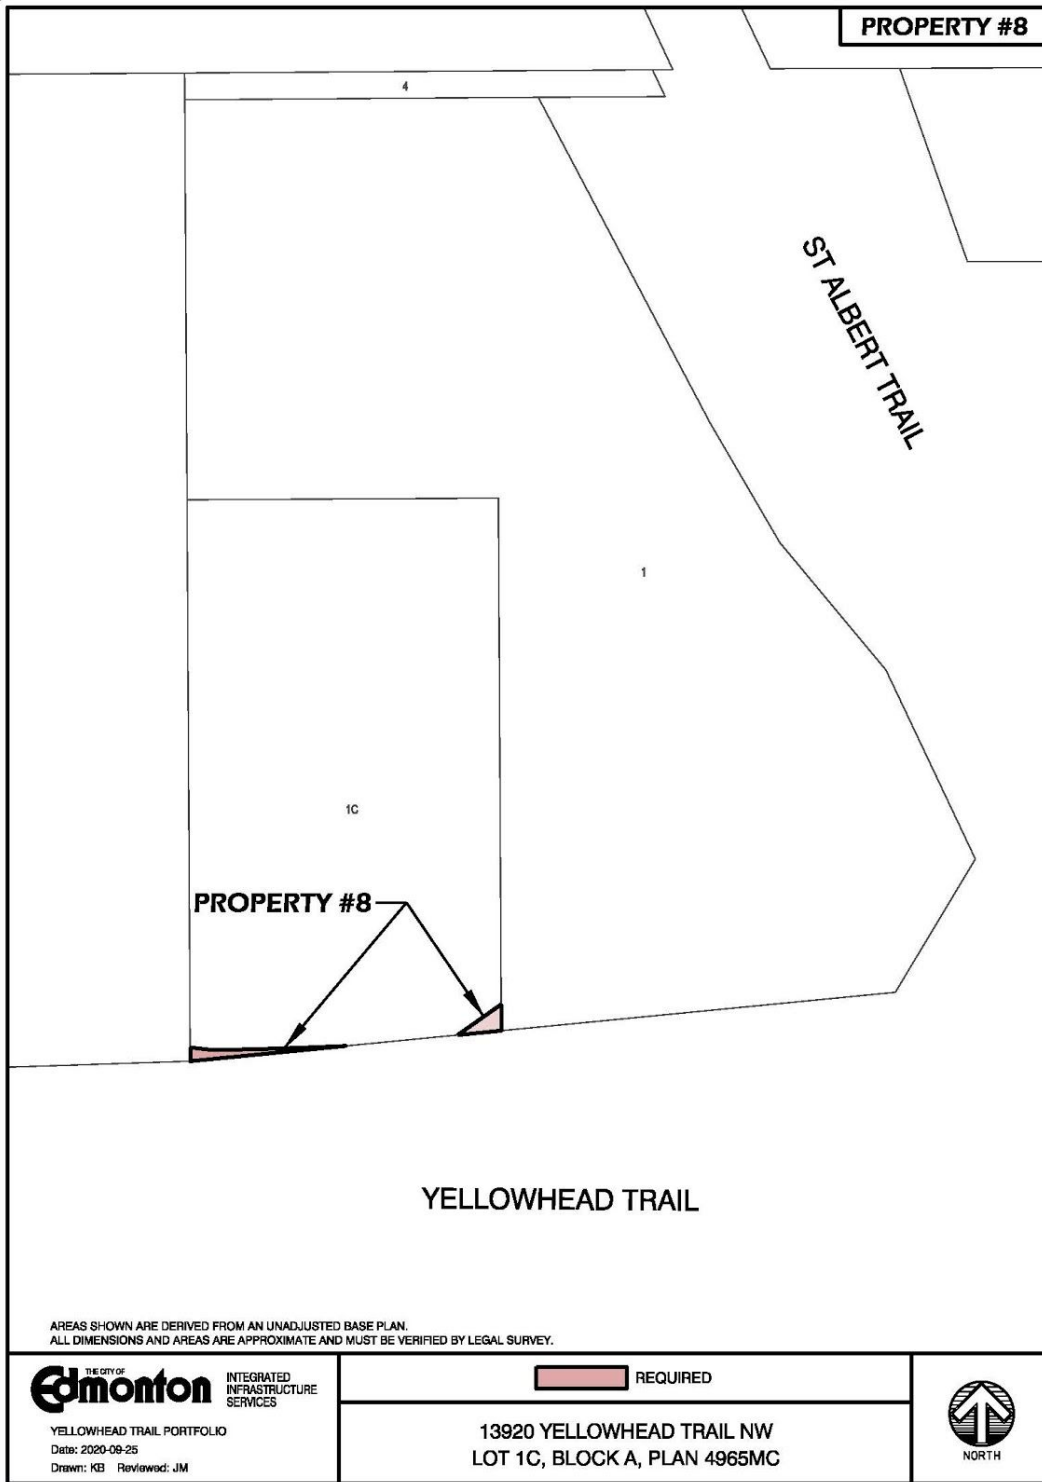 PROPERTY #8
4
ST ALBERT TRAIL
1
1C
PROPERTY #8
YELLOWHEAD TRAIL
AREAS SHOWN ARE DERIVED FROM AN UNADJUSTED BASE PLAN.
ALL DIMENSIONS AND AREAS ARE APPROXIMATE AND MUST BE VERIFIED BY LEGAL SURVEY.
THE CITY OF
Edmonton
INTEGRATED
INFRASTRUCTURE
SERVICES
YELLOWHEAD TRAIL PORTFOLIO
Date: 2020-09-25
Drawn: KB Reviewed: JM
REQUIRED
13920 YELLOWHEAD TRAIL NW
LOT 1C, BLOCK A, PLAN 4965MC
NORTH